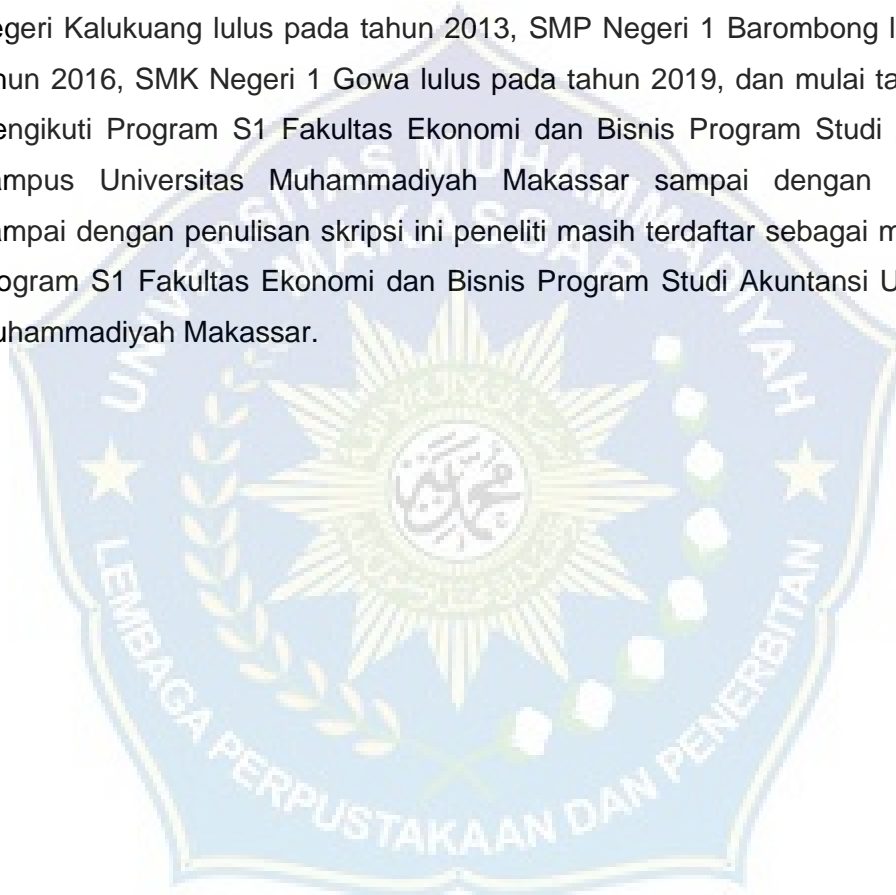 egeri Kalukuang lulus pada tahun 2013, SMP Negeri 1 Barombong l
hun 2016, SMK Negeri 1 Gowa lulus pada tahun 2019, dan mulai ta
engikuti Program S1 Fakultas Ekonomi dan Bisnis Program Studi
ampus Universitas Muhammadiyah Makassar sampai dengan
ampai dengan penulisan skripsi ini peneliti masih terdaftar sebagai m
ogram S1 Fakultas Ekonomi dan Bisnis Program Studi Akuntansi U
uhammadiyah Makassar.
UNIVERSITAS MUHAMMADIYAH
MAKASSAR
LEMBAGA PERPUSTAKAAN DAN PENERBITAN